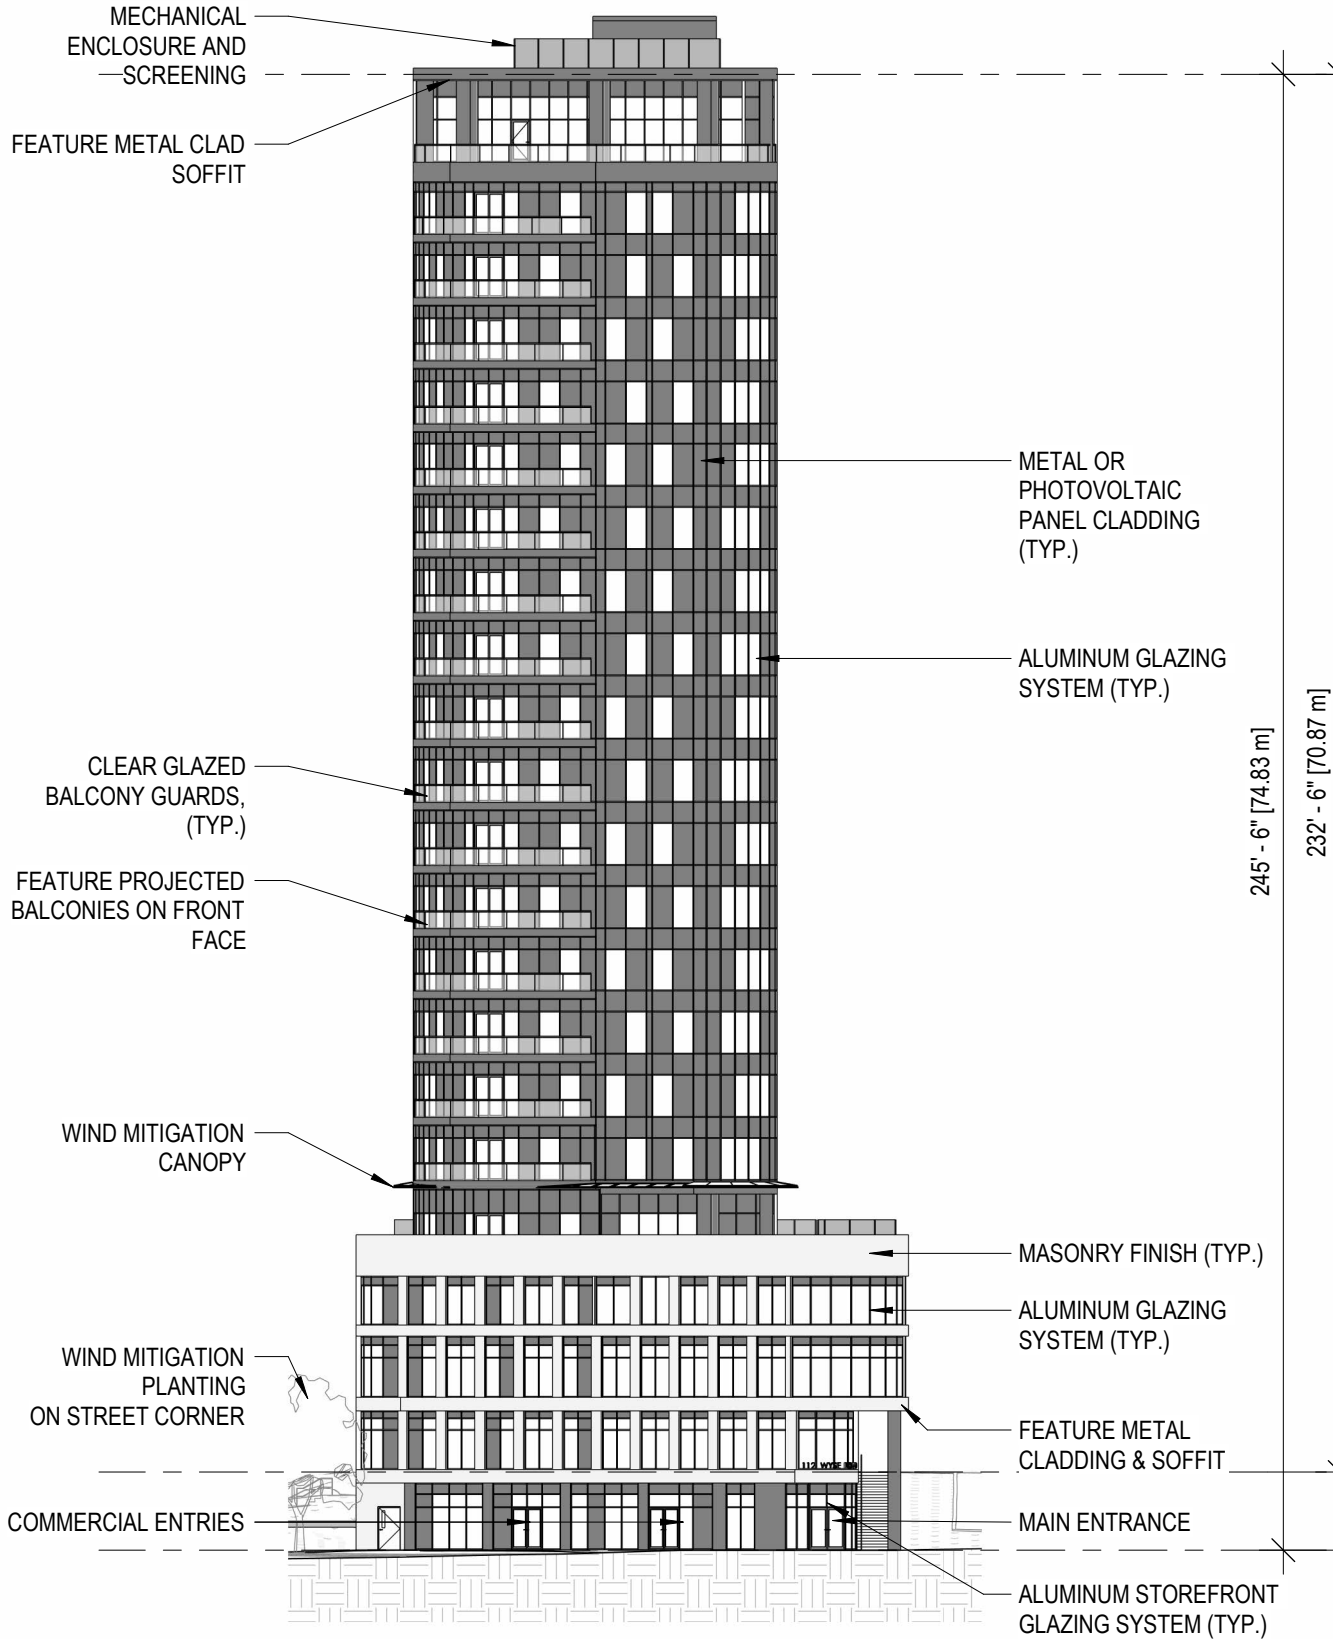 MECHANICAL
ENCLOSURE AND
SCREENING
FEATURE METAL CLAD
SOFFIT
METAL OR
PHOTOVOLTAIC
PANEL CLADDING
(TYP.)
ALUMINUM GLAZING
SYSTEM (TYP.)
245' - 6" [74.83 m]
232' - 6" [70.87 m]
CLEAR GLAZED
BALCONY GUARDS,
(TYP.)
FEATURE PROJECTED
BALCONIES ON FRONT
FACE
WIND MITIGATION
CANOPY
MASONRY FINISH (TYP.)
ALUMINUM GLAZING
SYSTEM (TYP.)
WIND MITIGATION
PLANTING
ON STREET CORNER
FEATURE METAL
CLADDING & SOFFIT
112 WYSE
COMMERCIAL ENTRIES
MAIN ENTRANCE
ALUMINUM STOREFRONT
GLAZING SYSTEM (TYP.)